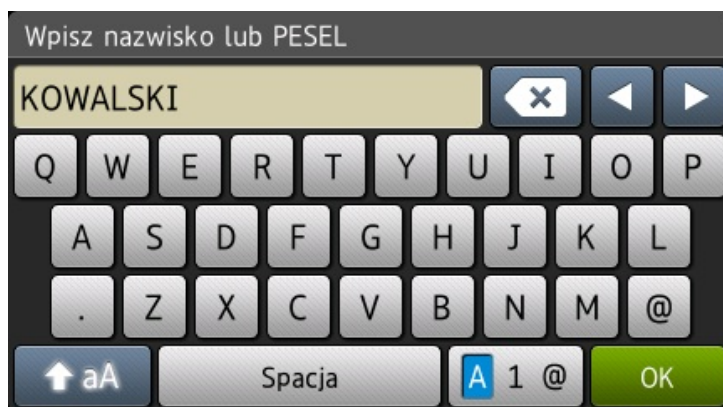 Wpisz nazwisko lub PESEL
KOWALSKI
Q W E R T Y U I O P
A S D F G H J K L
. Z X C V B N M @
aA Spacja A 1 @ OK